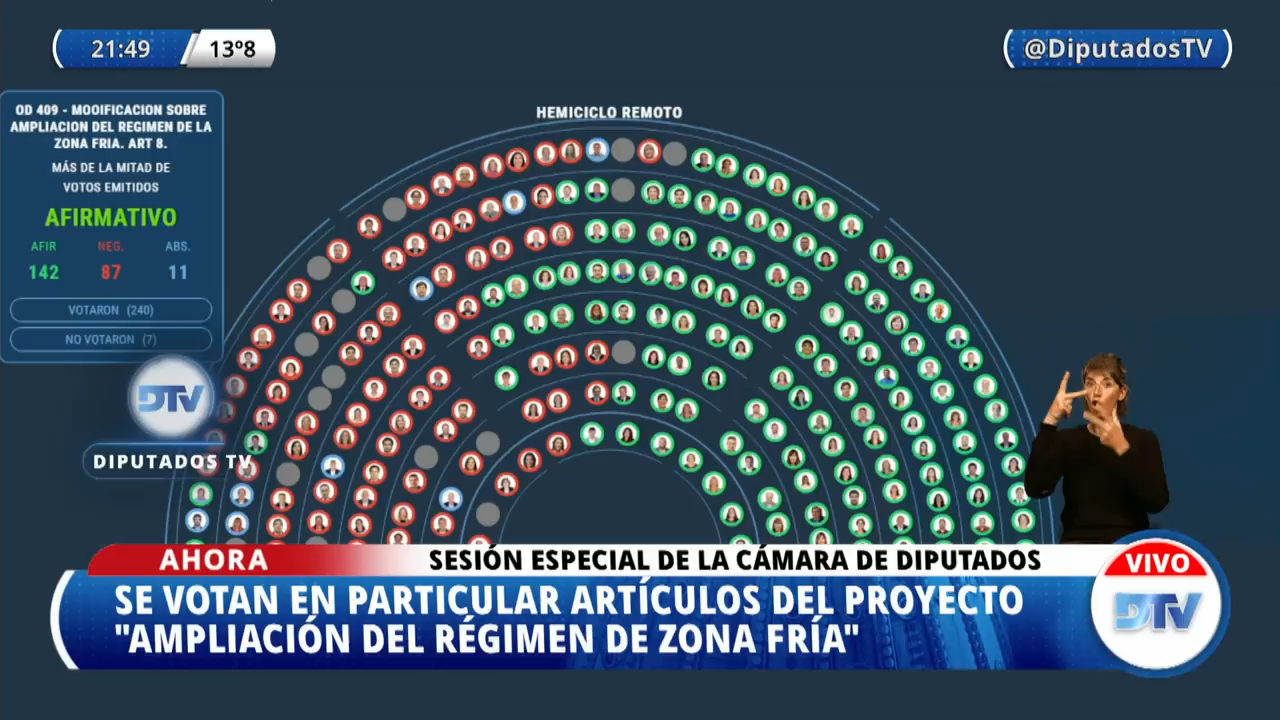 21:49
13º8
@DiputadosTV
HEMICICLO REMOTO
OD 409 - MOOIFICACION SOBRE
AMPLIACION DEL REGIMEN DE LA
ZONA FRIA. ART 8.
MÁS DE LA MITAD DE
VOTOS EMITIDOS
AFIRMATIVO
AFIR NEG. ABS.
142 87 11
VOTARON (240)
NO VOTARON (7)
DTV
DIPUTADOS TV
AHORA
SESIÓN ESPECIAL DE LA CÁMARA DE DIPUTADOS
SE VOTAN EN PARTICULAR ARTÍCULOS DEL PROYECTO
"AMPLIACIÓN DEL RÉGIMEN DE ZONA FRÍA"
VIVO
DTV